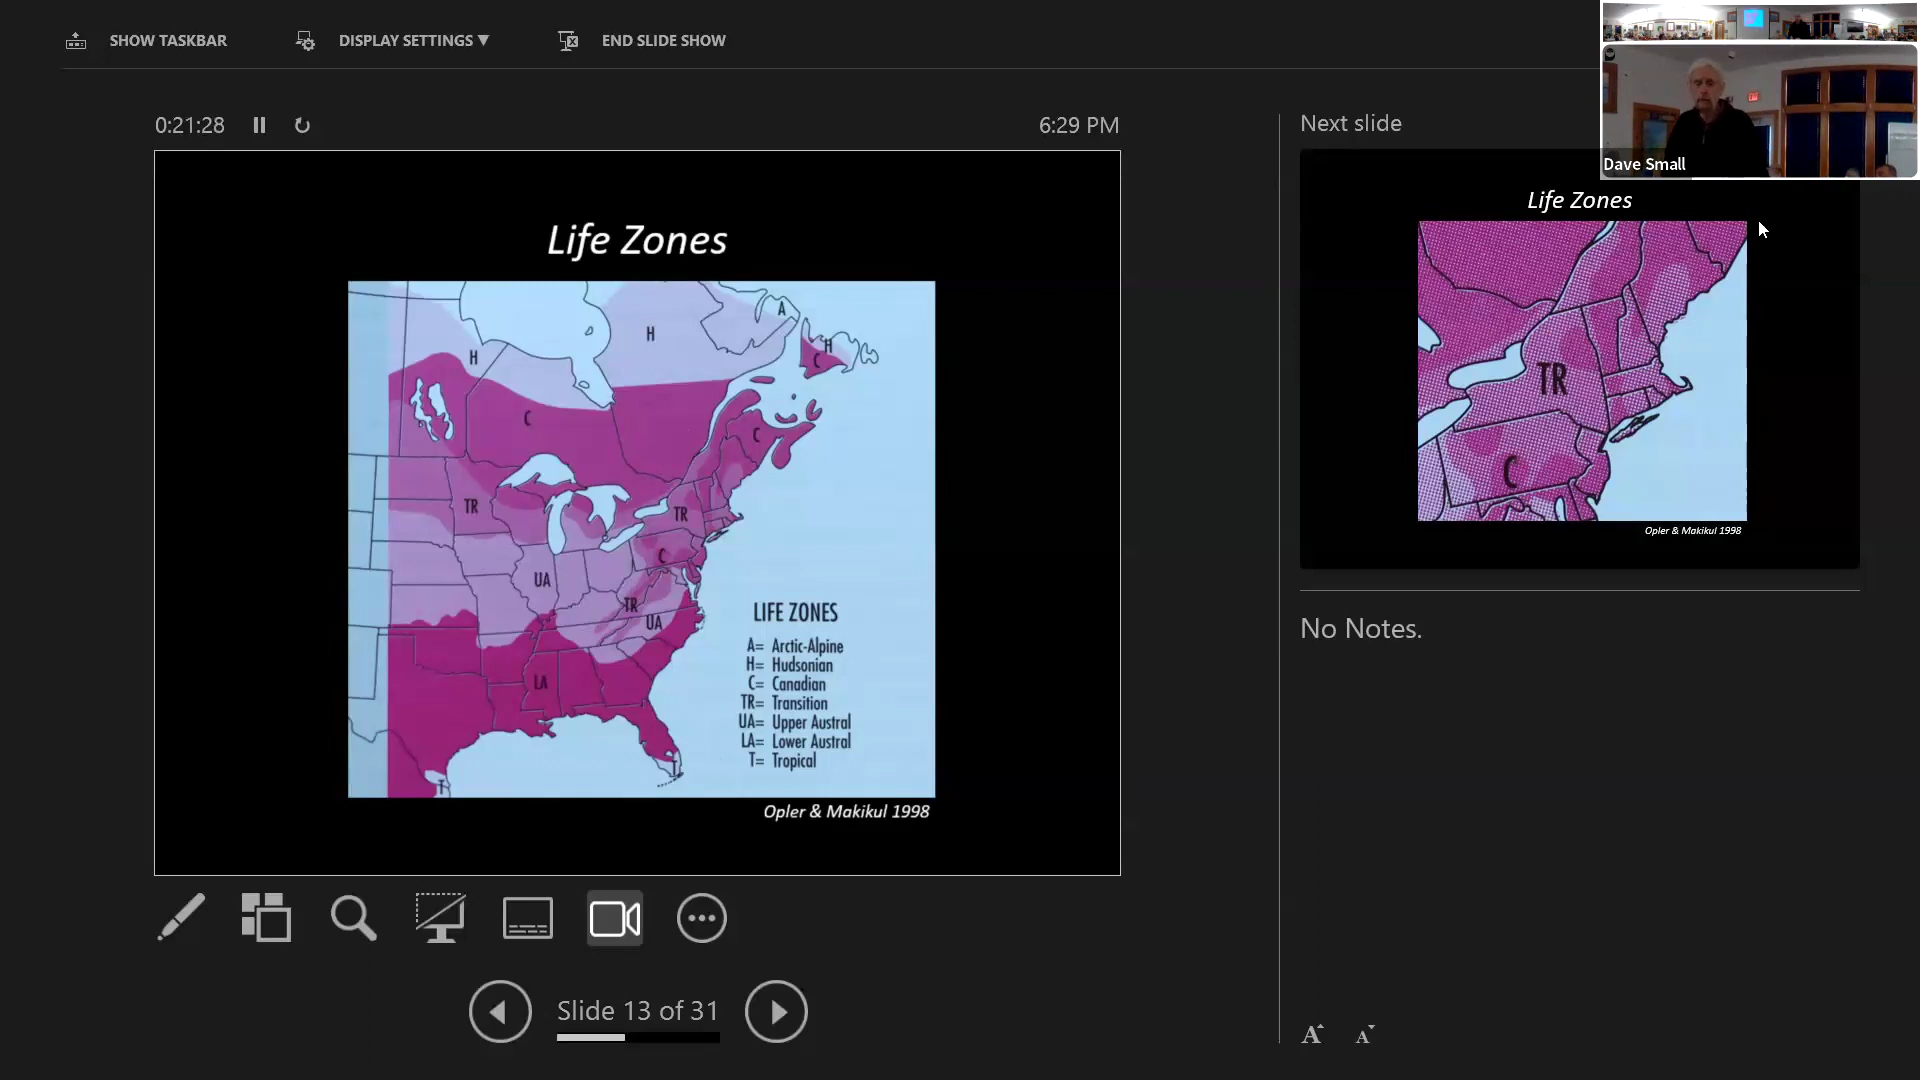 SHOW TASKBAR
DISPLAY SETTINGS ▼
END SLIDE SHOW
Dave Small
0:21:28
6:29 PM
Next slide
Life Zones
H
H
A
H
C
C
C
TR
TR
C
UA
TR
UA
LA
T
T
LIFE ZONES
A= Arctic-Alpine
H= Hudsonian
C= Canadian
TR= Transition
UA= Upper Austral
LA= Lower Austral
T= Tropical
Opler & Makikul 1998
Life Zones
TR
C
Opler & Makikul 1998
No Notes.
Slide 13 of 31
A A